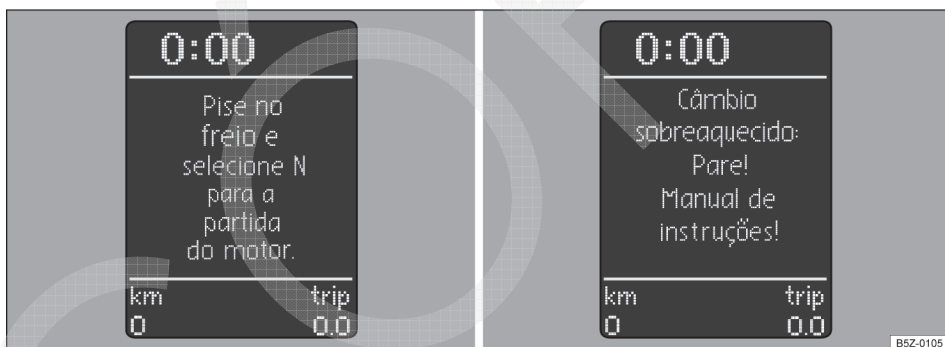 0:00
Pise no
freio e
selecione N
para a
partida
do motor.
km trip
0 0.0
0:00
Câmbio
sobreaquecido:
Pare!
Manual de
instruções!
km trip
0 0.0
B5Z-0105